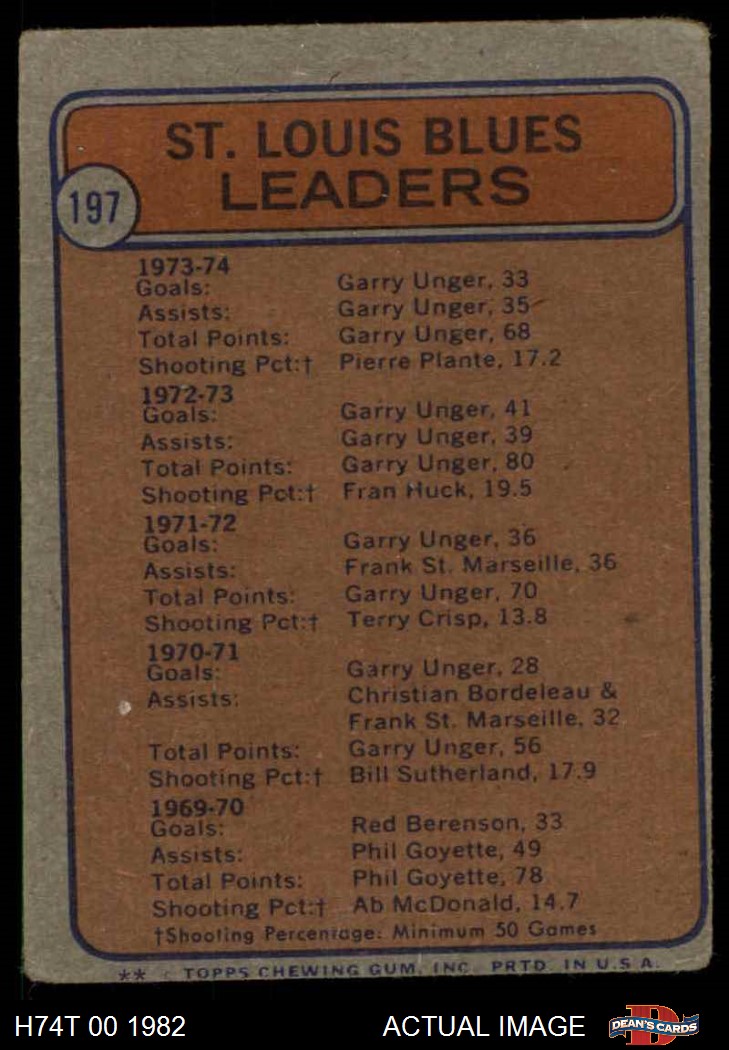 ST. LOUIS BLUES
LEADERS
197
1973-74
Goals: Garry Unger, 33
Assists: Garry Unger, 35
Total Points: Garry Unger, 68
Shooting Pct:† Pierre Plante, 17.2
1972-73
Goals: Garry Unger, 41
Assists: Garry Unger, 39
Total Points: Garry Unger, 80
Shooting Pct:† Fran Huck, 19.5
1971-72
Goals: Garry Unger, 36
Assists: Frank St. Marseille, 36
Total Points: Garry Unger, 70
Shooting Pct:† Terry Crisp, 13.8
1970-71
Goals: Garry Unger, 28
Assists: Christian Bordeleau &
Frank St. Marseille, 32
Total Points: Garry Unger, 56
Shooting Pct:† Bill Sutherland, 17.9
1969-70
Goals: Red Berenson, 33
Assists: Phil Goyette, 49
Total Points: Phil Goyette, 78
Shooting Pct:† Ab McDonald, 14.7
†Shooting Percentage: Minimum 50 Games
** © TOPPS CHEWING GUM, INC. PRTD. IN U.S.A.
H74T 00 1982 ACTUAL IMAGE DEAN'S CARDS